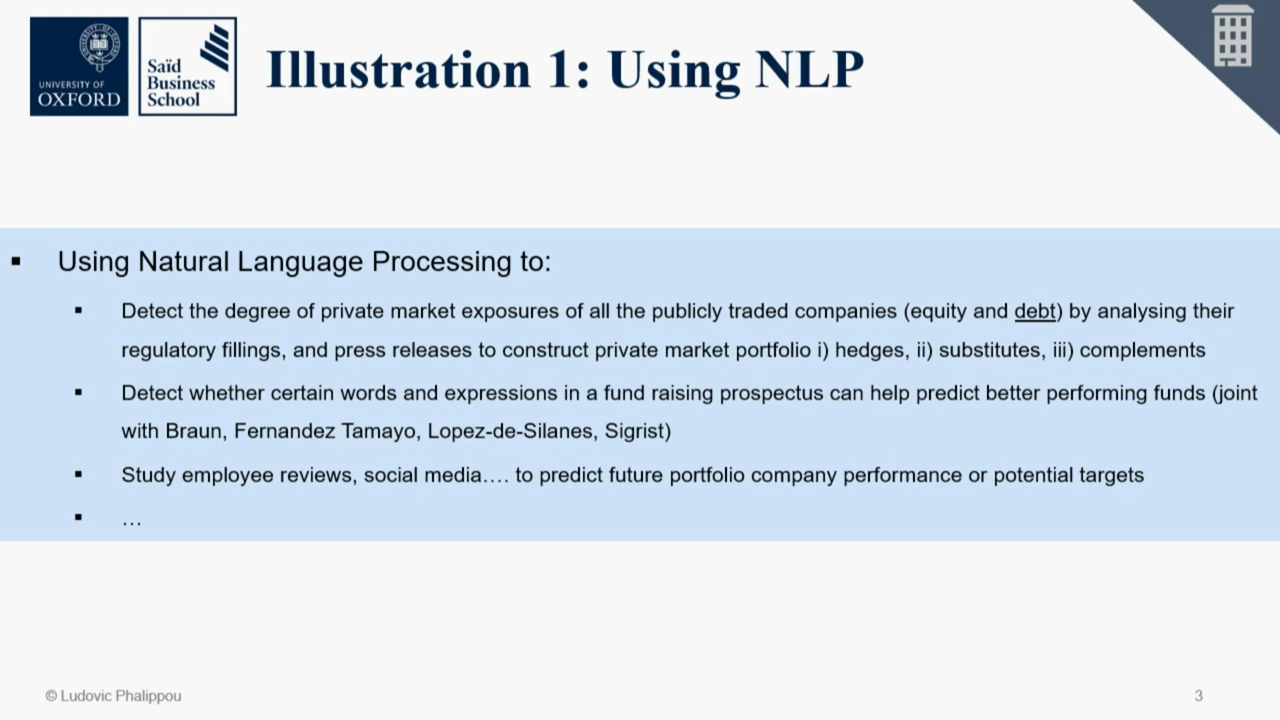 UNIVERSITY OF
OXFORD
Saïd
Business
School
Illustration 1: Using NLP
▪ Using Natural Language Processing to:
▪ Detect the degree of private market exposures of all the publicly traded companies (equity and debt) by analysing their
regulatory fillings, and press releases to construct private market portfolio i) hedges, ii) substitutes, iii) complements
▪ Detect whether certain words and expressions in a fund raising prospectus can help predict better performing funds (joint
with Braun, Fernandez Tamayo, Lopez-de-Silanes, Sigrist)
▪ Study employee reviews, social media…. to predict future portfolio company performance or potential targets
▪ …
© Ludovic Phalippou
3